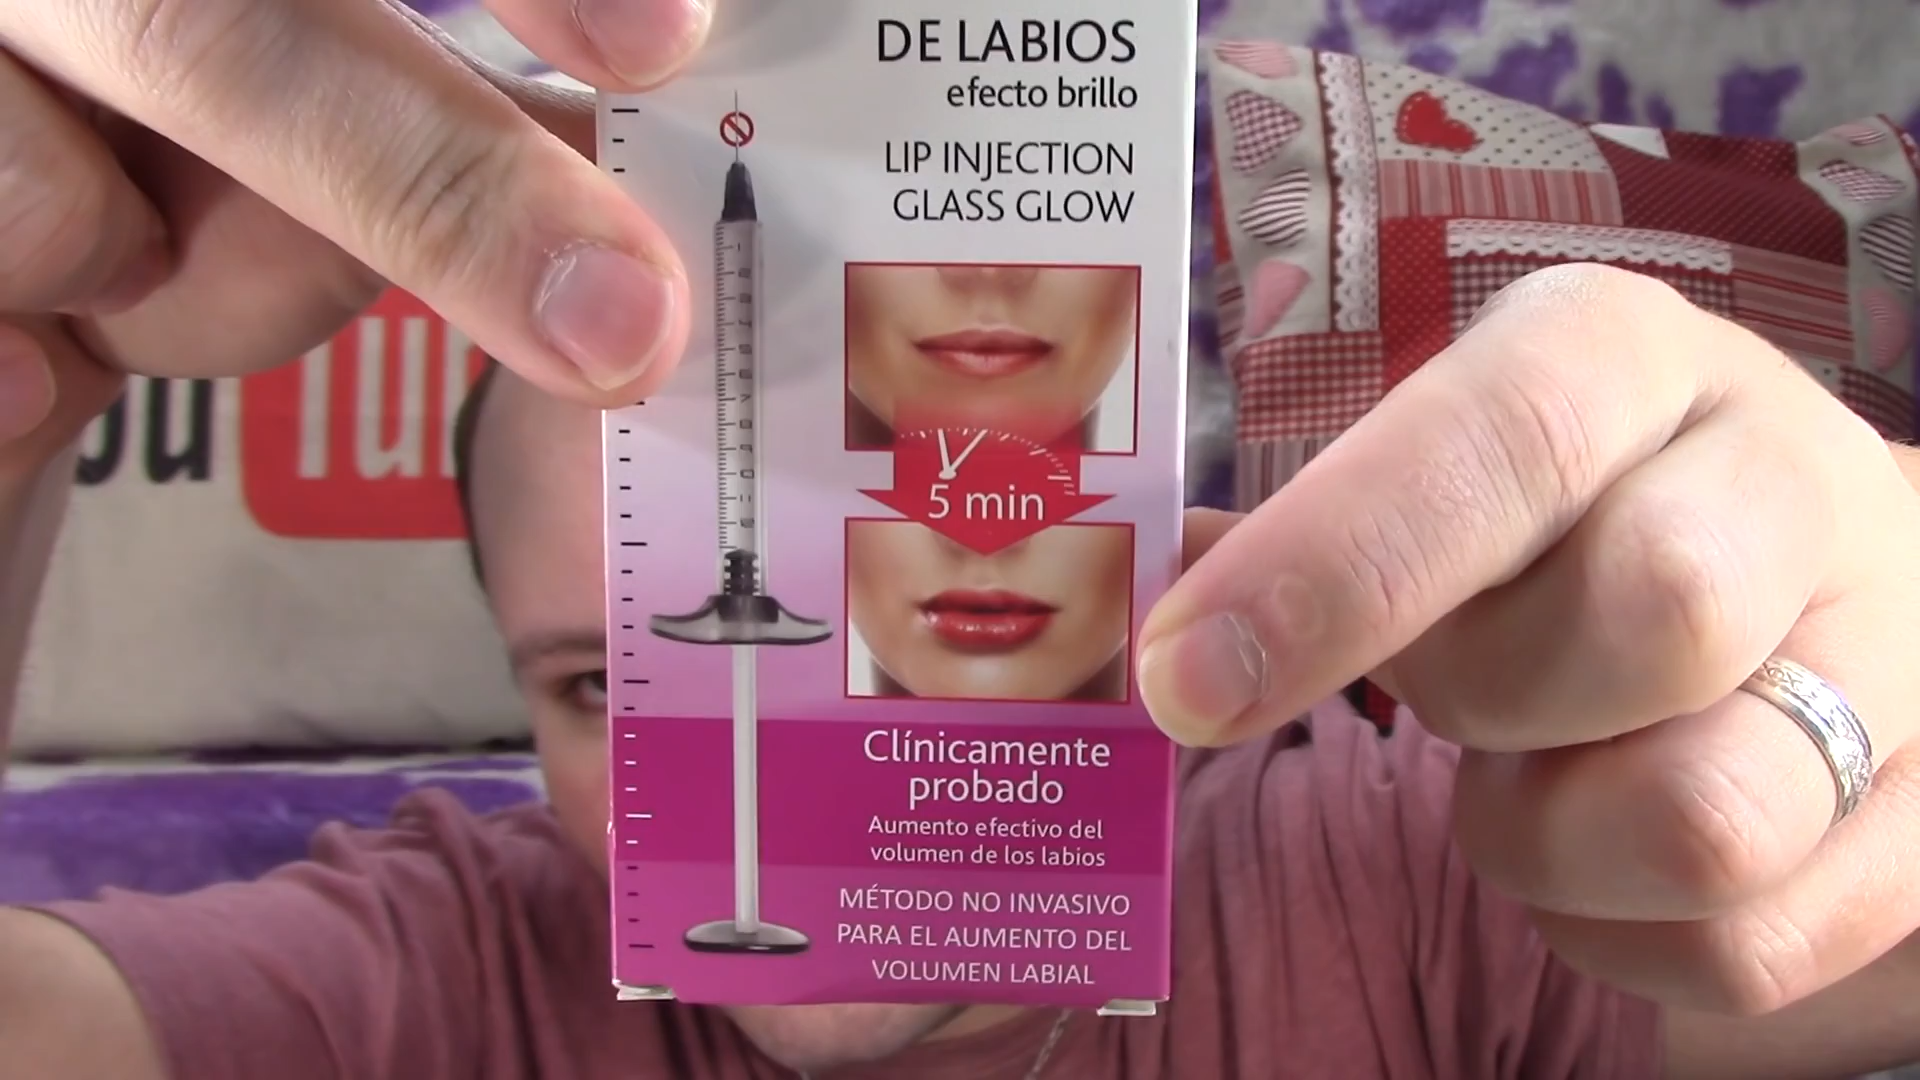 DE LABIOS
efecto brillo
LIP INJECTION
GLASS GLOW
5 min
Clínicamente
probado
Aumento efectivo del
volumen de los labios
MÉTODO NO INVASIVO
PARA EL AUMENTO DEL
VOLUMEN LABIAL